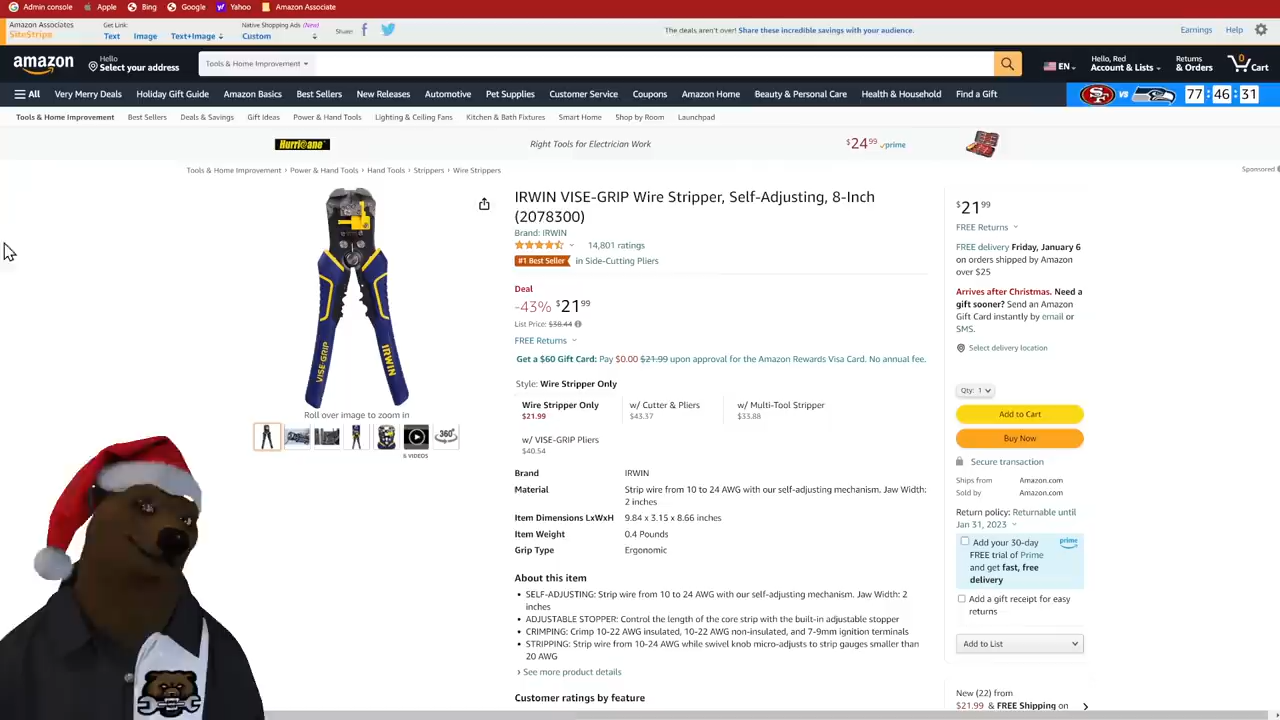 Admin console Apple Bing Google Yahoo Amazon Associate
Amazon Associates
SiteStripe
Get Link:
Text Image Text+Image
Native Shopping Ads (New)
Custom
Share:
The deals aren't over! Share these incredible savings with your audience.
Earnings Help
amazon
Hello
Select your address
Tools & Home Improvement
EN
Hello, Red
Account & Lists
Returns
& Orders
0
Cart
All Very Merry Deals Holiday Gift Guide Amazon Basics Best Sellers New Releases Automotive Pet Supplies Customer Service Coupons Amazon Home Beauty & Personal Care Health & Household Find a Gift
VS 77 : 46 : 31
Tools & Home Improvement Best Sellers Deals & Savings Gift Ideas Power & Hand Tools Lighting & Ceiling Fans Kitchen & Bath Fixtures Smart Home Shop by Room Launchpad
Hurricane Right Tools for Electrician Work $24 99 prime
Tools & Home Improvement › Power & Hand Tools › Hand Tools › Strippers › Wire Strippers
Sponsored
VISE-GRIP IRWIN
Roll over image to zoom in
6 VIDEOS
360°
IRWIN VISE-GRIP Wire Stripper, Self-Adjusting, 8-Inch
(2078300)
Brand: IRWIN
14,801 ratings
#1 Best Seller in Side-Cutting Pliers
Deal
-43% $21 99
List Price: $38.44
FREE Returns
Get a $60 Gift Card: Pay $0.00 $21.99 upon approval for the Amazon Rewards Visa Card. No annual fee.
Style: Wire Stripper Only
Wire Stripper Only
$21.99
w/ Cutter & Pliers
$43.37
w/ Multi-Tool Stripper
$33.88
w/ VISE-GRIP Pliers
$40.54
Brand IRWIN
Material Strip wire from 10 to 24 AWG with our self-adjusting mechanism. Jaw Width:
2 inches
Item Dimensions LxWxH 9.84 x 3.15 x 8.66 inches
Item Weight 0.4 Pounds
Grip Type Ergonomic
About this item
• SELF-ADJUSTING: Strip wire from 10 to 24 AWG with our self-adjusting mechanism. Jaw Width: 2
inches
• ADJUSTABLE STOPPER: Control the length of the core strip with the built-in adjustable stopper
• CRIMPING: Crimp 10-22 AWG insulated, 10-22 AWG non-insulated, and 7-9mm ignition terminals
• STRIPPING: Strip wire from 10-24 AWG while swivel knob micro-adjusts to strip gauges smaller than
20 AWG
› See more product details
Customer ratings by feature
$21 99
FREE Returns
FREE delivery Friday, January 6
on orders shipped by Amazon
over $25
Arrives after Christmas. Need a
gift sooner? Send an Amazon
Gift Card instantly by email or
SMS.
Select delivery location
Qty: 1
Add to Cart
Buy Now
Secure transaction
Ships from Amazon.com
Sold by Amazon.com
Return policy: Returnable until
Jan 31, 2023
Add your 30-day
FREE trial of Prime
and get fast, free
delivery
prime
Add a gift receipt for easy
returns
Add to List
New (22) from
$21.99 & FREE Shipping on